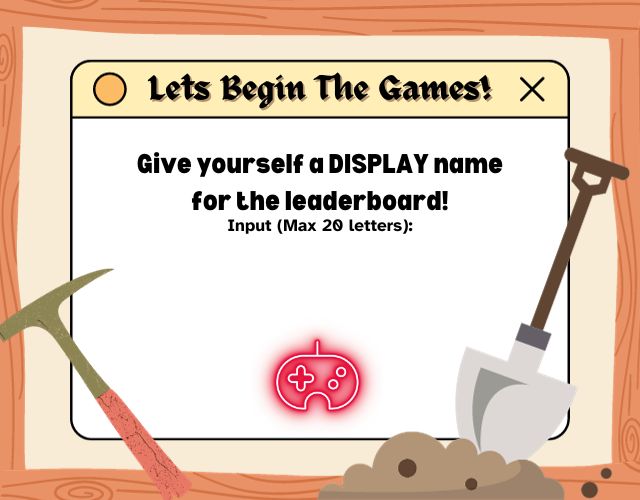 Lets Begin The Games!
Give yourself a DISPLAY name
for the leaderboard!
Input (Max 20 letters):